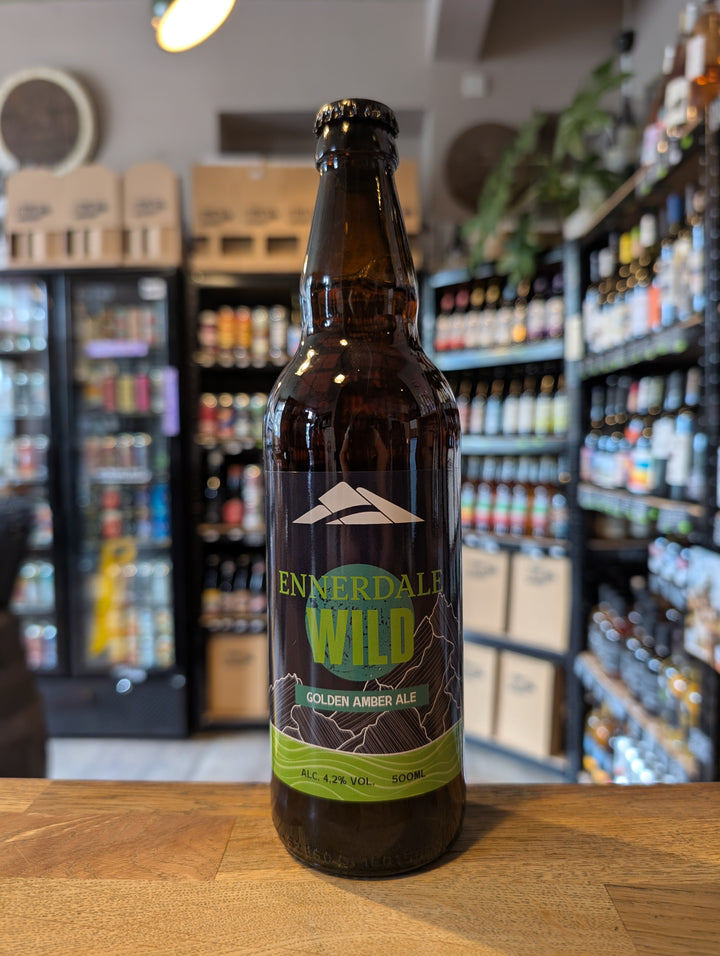 ENNERDALE
WILD
GOLDEN AMBER ALE
ALC. 4.2% VOL. 500ML